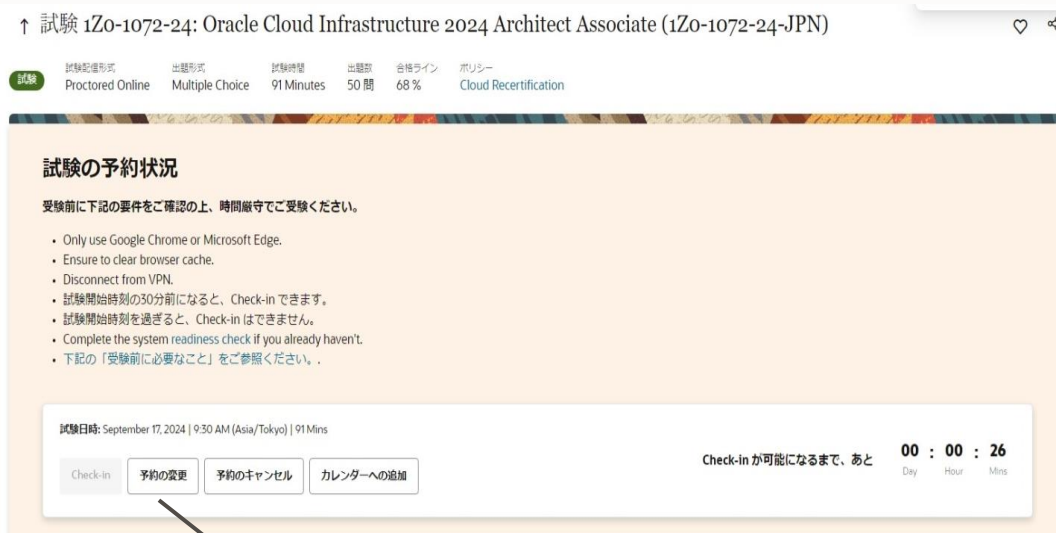 ↑ 試験 1Z0-1072-24: Oracle Cloud Infrastructure 2024 Architect Associate (1Z0-1072-24-JPN)
試験
試験配信形式 出題形式 試験時間 出題数 合格ライン ポリシー
Proctored Online Multiple Choice 91 Minutes 50 問 68 % Cloud Recertification
試験の予約状況
受験前に下記の要件をご確認の上、時間厳守でご受験ください。
• Only use Google Chrome or Microsoft Edge.
• Ensure to clear browser cache.
• Disconnect from VPN.
• 試験開始時刻の30分前になると、Check-in できます。
• 試験開始時刻を過ぎると、Check-in はできません。
• Complete the system readiness check if you already haven't.
• 下記の「受験前に必要なこと」をご参照ください。.
試験日時: September 17, 2024 | 9:30 AM (Asia/Tokyo) | 91 Mins
Check-in 予約の変更 予約のキャンセル カレンダーへの追加
Check-in が可能になるまで、あと 00 : 00 : 26
Day Hour Mins